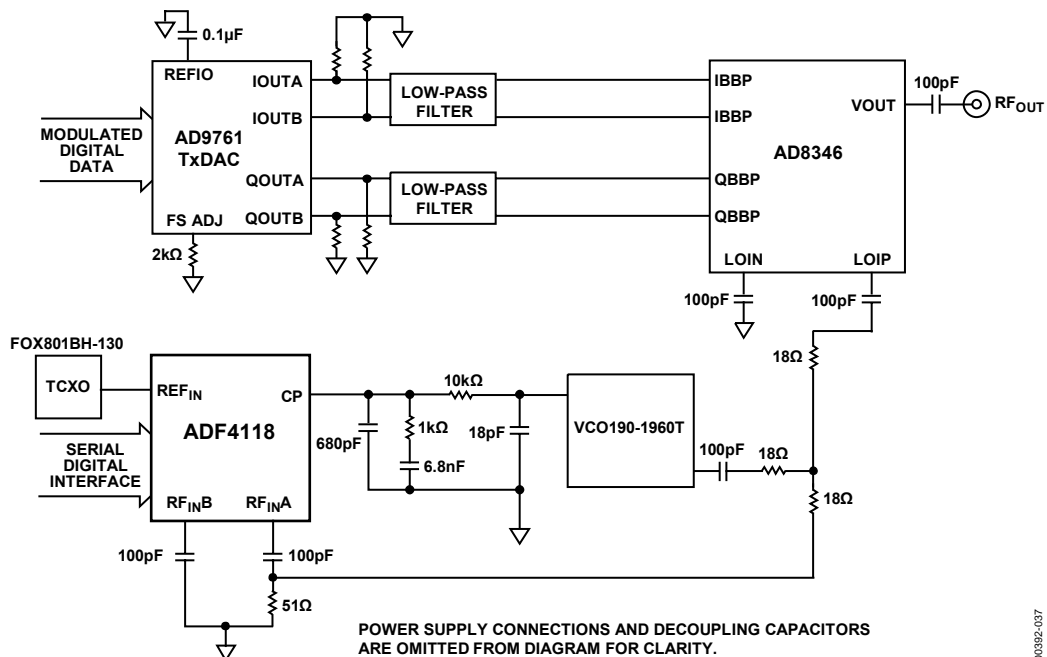 0.1µF
REFIO
IOUTA
IOUTB
AD9761
TxDAC
QOUTA
QOUTB
FS ADJ
MODULATED
DIGITAL
DATA
2kΩ
LOW-PASS
FILTER
LOW-PASS
FILTER
IBBP
IBBP
QBBP
QBBP
AD8346
VOUT
LOIN
LOIP
100pF
RFOUT
100pF
100pF
18Ω
FOX801BH-130
TCXO
REFIN
CP
ADF4118
SERIAL
DIGITAL
INTERFACE
RFINB
RFINA
10kΩ
680pF
1kΩ
6.8nF
18pF
VCO190-1960T
100pF
18Ω
18Ω
100pF
100pF
51Ω
POWER SUPPLY CONNECTIONS AND DECOUPLING CAPACITORS
ARE OMITTED FROM DIAGRAM FOR CLARITY.
00392-037